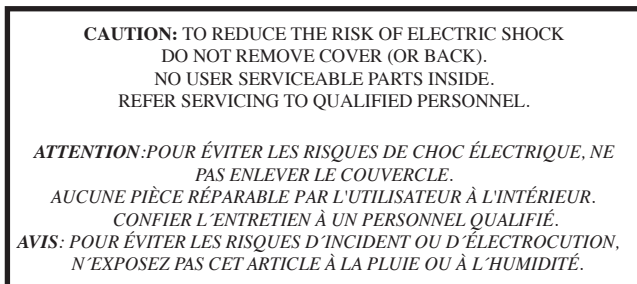 CAUTION: TO REDUCE THE RISK OF ELECTRIC SHOCK
DO NOT REMOVE COVER (OR BACK).
NO USER SERVICEABLE PARTS INSIDE.
REFER SERVICING TO QUALIFIED PERSONNEL.
ATTENTION:POUR ÉVITER LES RISQUES DE CHOC ÉLECTRIQUE, NE
PAS ENLEVER LE COUVERCLE.
AUCUNE PIÈCE RÉPARABLE PAR L'UTILISATEUR À L'INTÉRIEUR.
CONFIER L´ENTRETIEN À UN PERSONNEL QUALIFIÉ.
AVIS: POUR ÉVITER LES RISQUES D´INCIDENT OU D´ÉLECTROCUTION,
N´EXPOSEZ PAS CET ARTICLE À LA PLUIE OU À L´HUMIDITÉ.